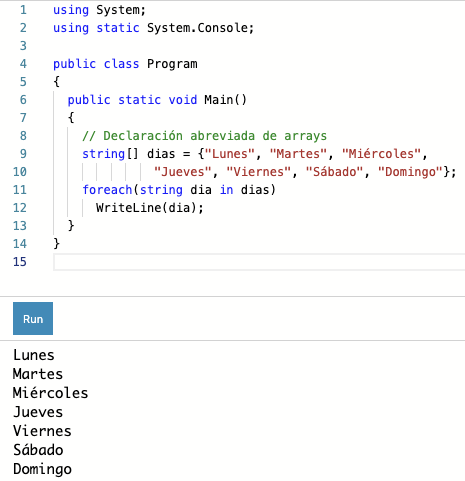 1 using System;
2 using static System.Console;
3
4 public class Program
5 {
6   public static void Main()
7   {
8     // Declaración abreviada de arrays
9     string[] dias = {"Lunes", "Martes", "Miércoles",
10               "Jueves", "Viernes", "Sábado", "Domingo"};
11     foreach(string dia in dias)
12       WriteLine(dia);
13   }
14 }
15
Run
Lunes
Martes
Miércoles
Jueves
Viernes
Sábado
Domingo